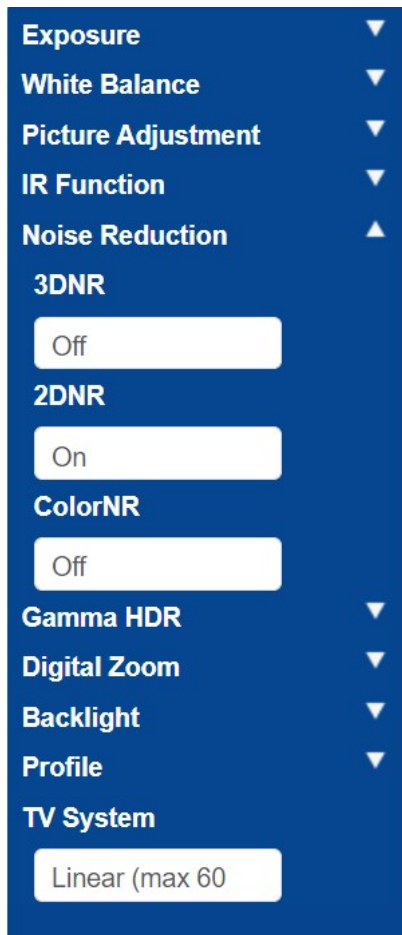 Exposure
White Balance
Picture Adjustment
IR Function
Noise Reduction
3DNR
Off
2DNR
On
ColorNR
Off
Gamma HDR
Digital Zoom
Backlight
Profile
TV System
Linear (max 60